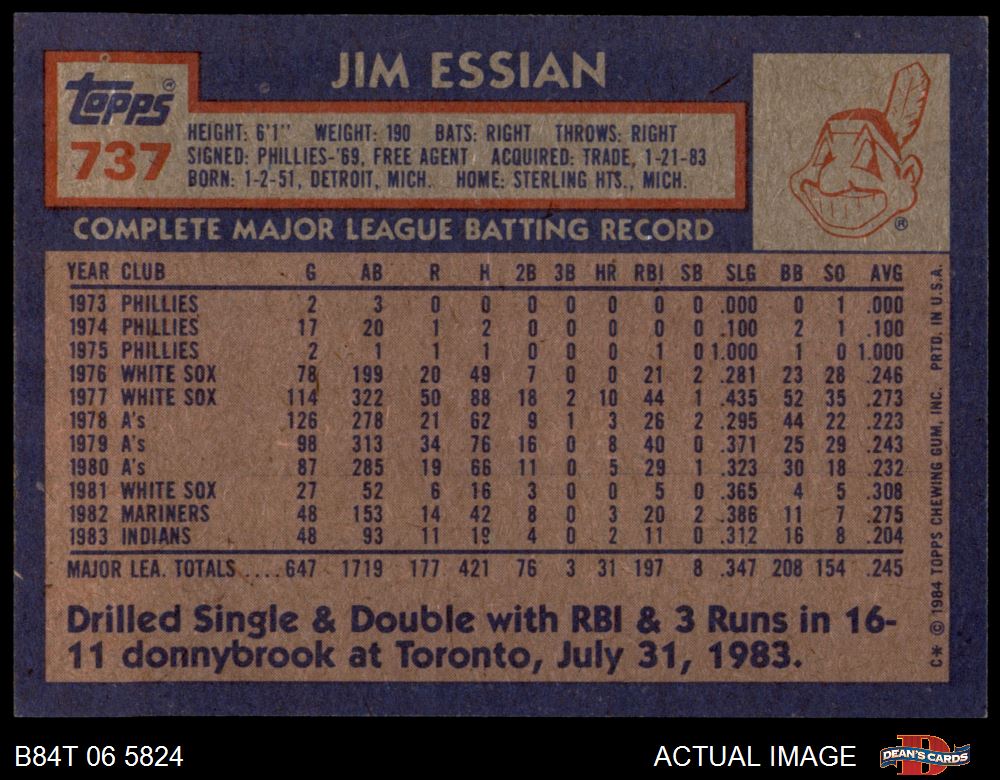 JIM ESSIAN
topps®
737
HEIGHT: 6'1" WEIGHT: 190 BATS: RIGHT THROWS: RIGHT
SIGNED: PHILLIES-'69, FREE AGENT ACQUIRED: TRADE, 1-21-83
BORN: 1-2-51, DETROIT, MICH. HOME: STERLING HTS., MICH.
®
COMPLETE MAJOR LEAGUE BATTING RECORD
YEAR CLUB G AB R H 2B 3B HR RBI SB SLG BB SO AVG
1973 PHILLIES 2 3 0 0 0 0 0 0 0 .000 0 1 .000
1974 PHILLIES 17 20 1 2 0 0 0 0 0 .100 2 1 .100
1975 PHILLIES 2 1 1 1 0 0 0 1 0 1.000 1 0 1.000
1976 WHITE SOX 78 199 20 49 7 0 0 21 2 .281 23 28 .246
1977 WHITE SOX 114 322 50 88 18 2 10 44 1 .435 52 35 .273
1978 A's 126 278 21 62 9 1 3 26 2 .295 44 22 .223
1979 A's 98 313 34 76 16 0 8 40 0 .371 25 29 .243
1980 A's 87 285 19 66 11 0 5 29 1 .323 30 18 .232
1981 WHITE SOX 27 52 6 16 3 0 0 5 0 .365 4 5 .308
1982 MARINERS 48 153 14 42 8 0 3 20 2 .386 11 7 .275
1983 INDIANS 48 93 11 19 4 0 2 11 0 .312 16 8 .204
MAJOR LEA. TOTALS ....647 1719 177 421 76 3 31 197 8 .347 208 154 .245
Drilled Single & Double with RBI & 3 Runs in 16-
11 donnybrook at Toronto, July 31, 1983.
C* © 1984 TOPPS CHEWING GUM, INC. PRTD. IN U.S.A.
B84T 06 5824 ACTUAL IMAGE
DEAN'S CARDS